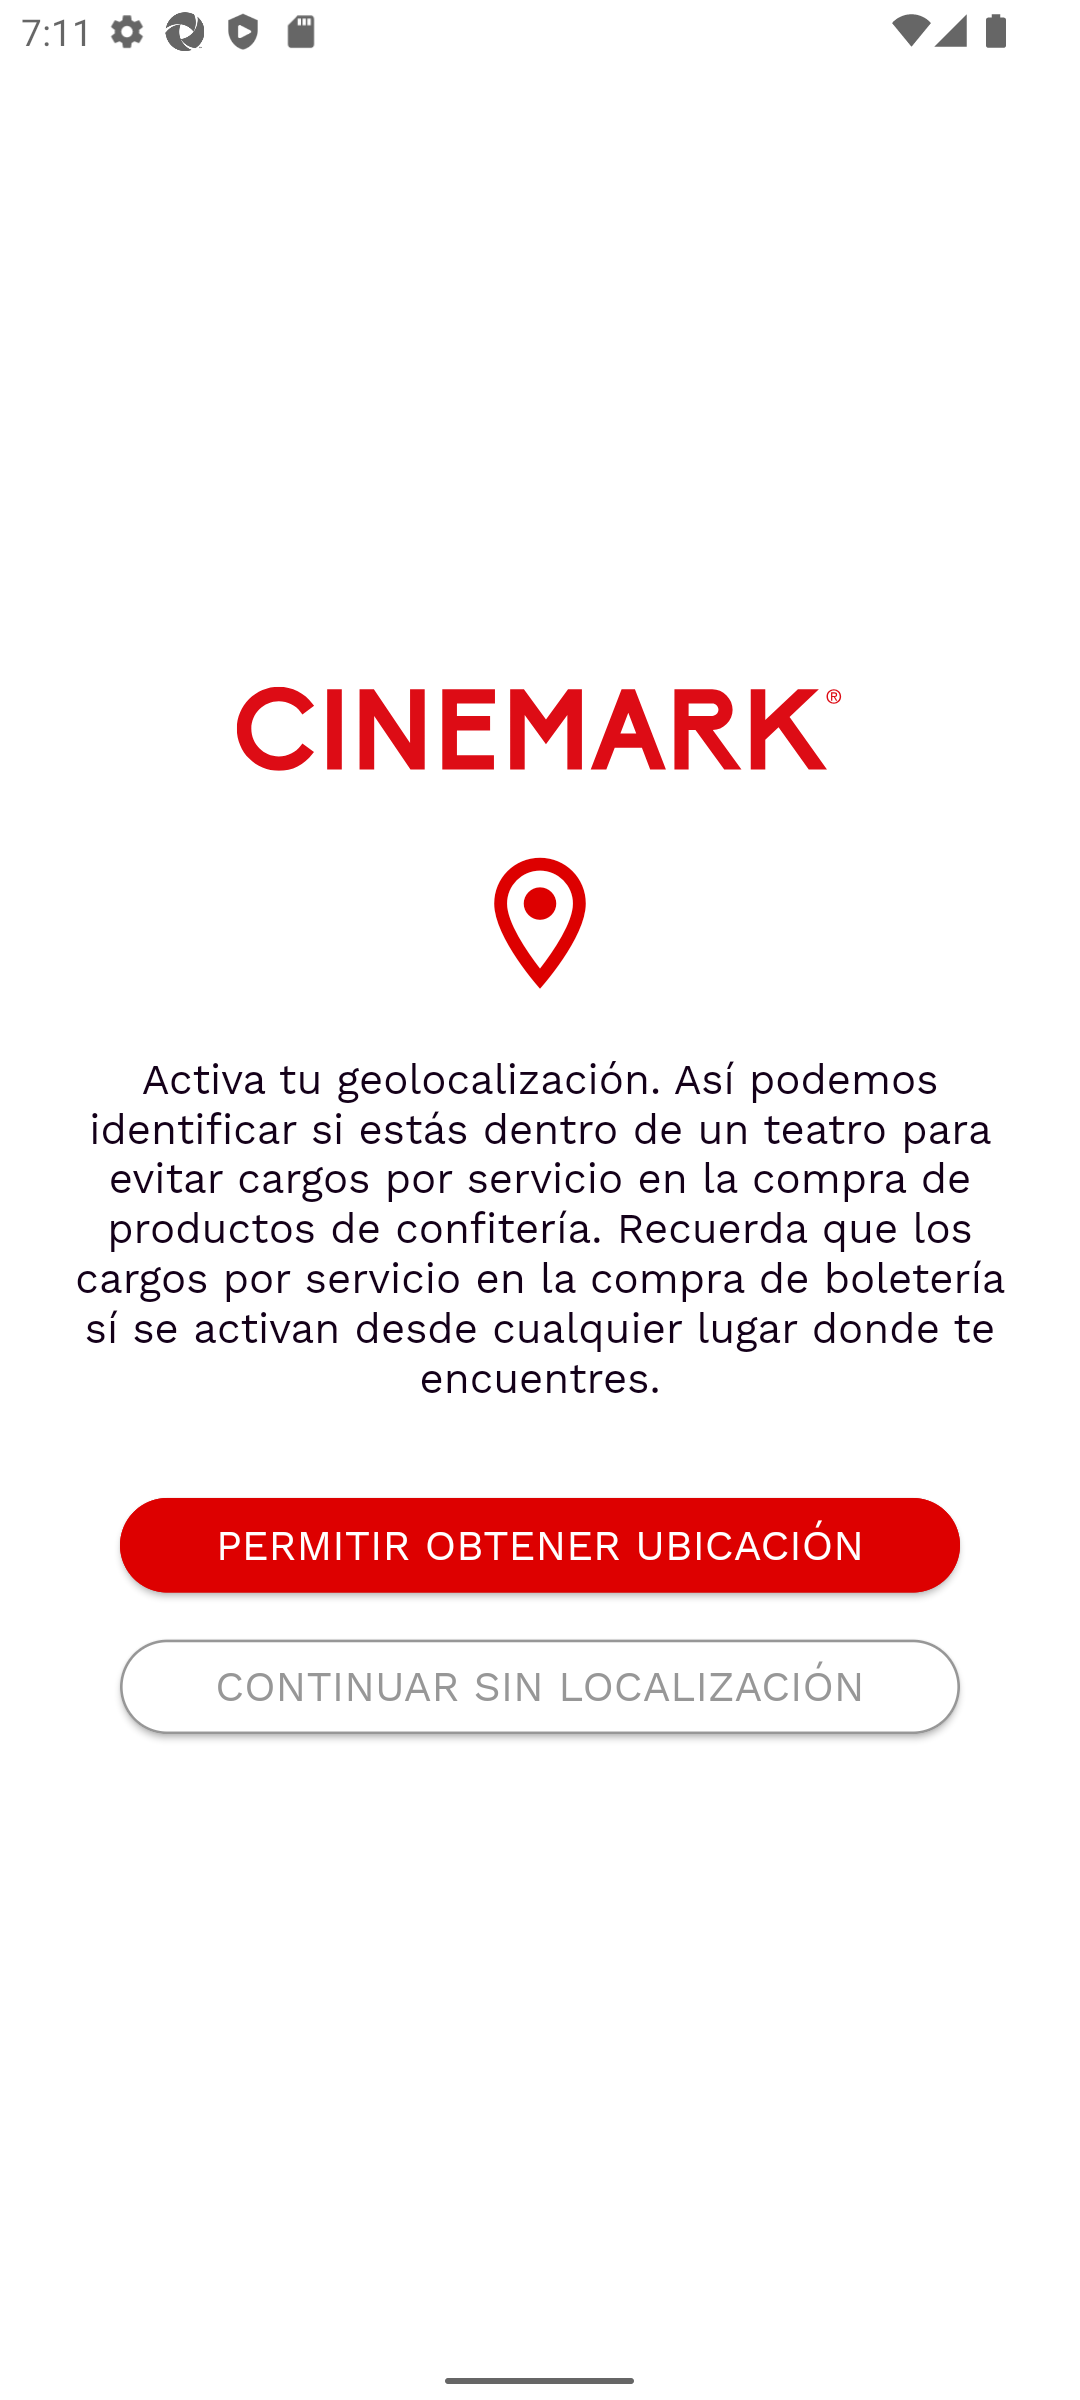 7:11
CINEMARK®
Activa tu geolocalización. Así podemos
identificar si estás dentro de un teatro para
evitar cargos por servicio en la compra de
productos de confitería. Recuerda que los
cargos por servicio en la compra de boletería
sí se activan desde cualquier lugar donde te
encuentres.
PERMITIR OBTENER UBICACIÓN
CONTINUAR SIN LOCALIZACIÓN